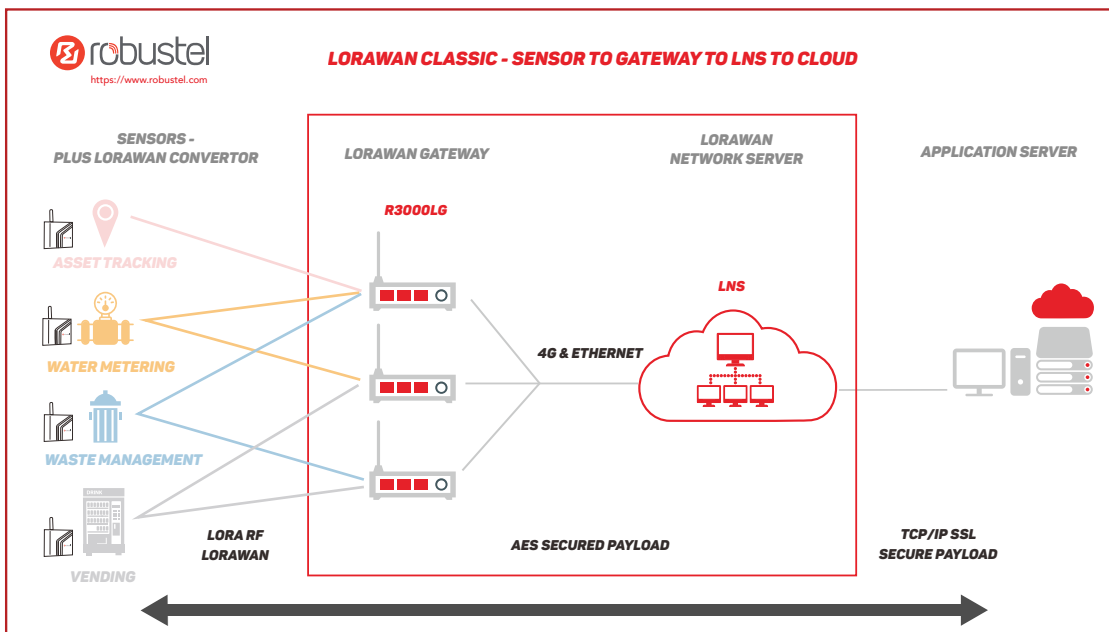 robustel
https://www.robustel.com
LORAWAN CLASSIC - SENSOR TO GATEWAY TO LNS TO CLOUD
SENSORS -
PLUS LORAWAN CONVERTOR
LORAWAN GATEWAY
LORAWAN
NETWORK SERVER
APPLICATION SERVER
R3000LG
ASSET TRACKING
LNS
4G & ETHERNET
WATER METERING
WASTE MANAGEMENT
LORA RF
LORAWAN
AES SECURED PAYLOAD
TCP/IP SSL
SECURE PAYLOAD
VENDING